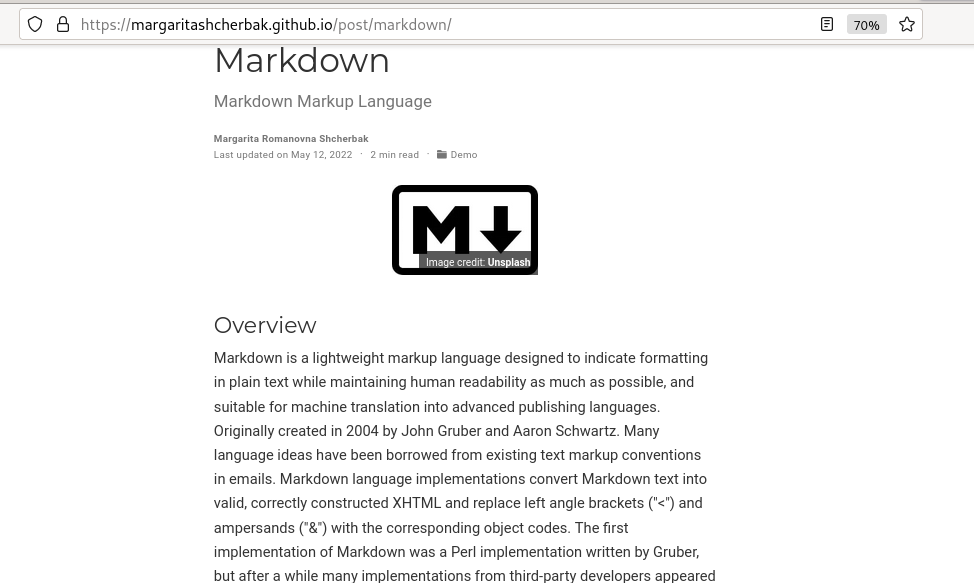 https://margaritashcherbak.github.io/post/markdown/
70%
Markdown
Markdown Markup Language
Margarita Romanovna Shcherbak
Last updated on May 12, 2022 · 2 min read · Demo
M
Image credit: Unsplash
Overview
Markdown is a lightweight markup language designed to indicate formatting
in plain text while maintaining human readability as much as possible, and
suitable for machine translation into advanced publishing languages.
Originally created in 2004 by John Gruber and Aaron Schwartz. Many
language ideas have been borrowed from existing text markup conventions
in emails. Markdown language implementations convert Markdown text into
valid, correctly constructed XHTML and replace left angle brackets ("<") and
ampersands ("&") with the corresponding object codes. The first
implementation of Markdown was a Perl implementation written by Gruber,
but after a while many implementations from third-party developers appeared